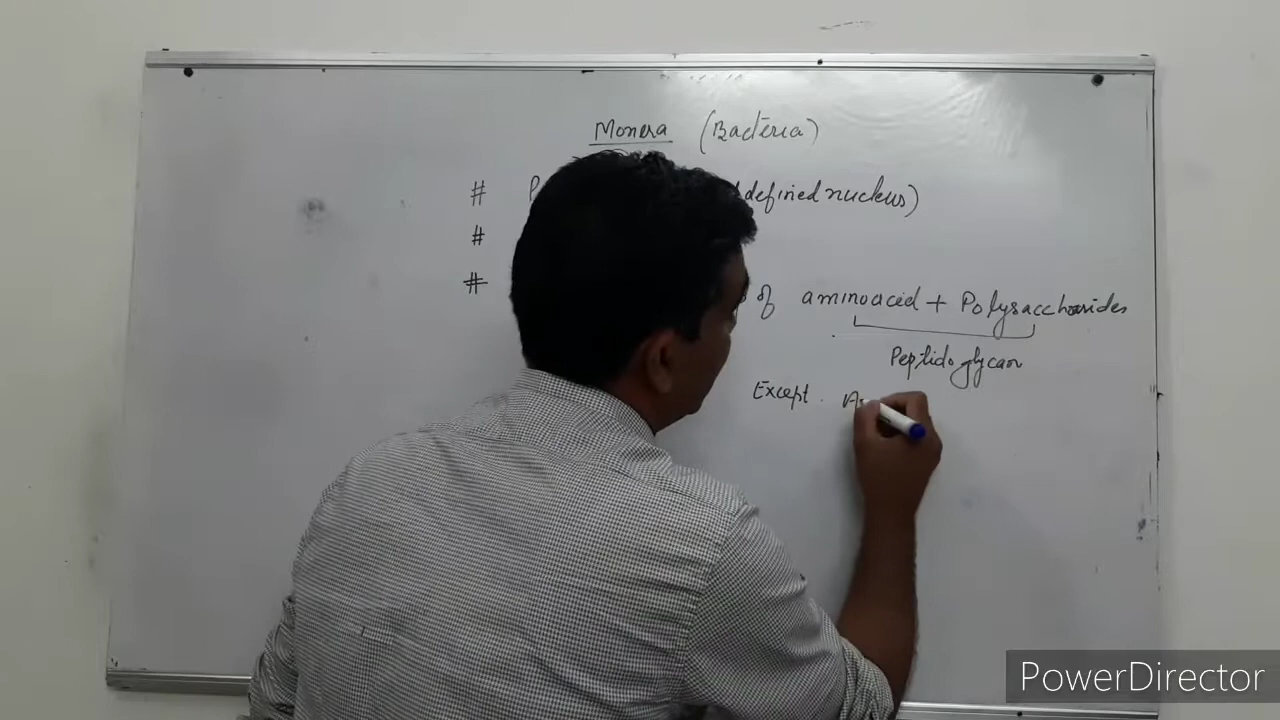 Monera (Bacteria)
# P defined nucleus)
#
# of aminoacid + Polysaccharides
Peptidoglycan
Except.
PowerDirector